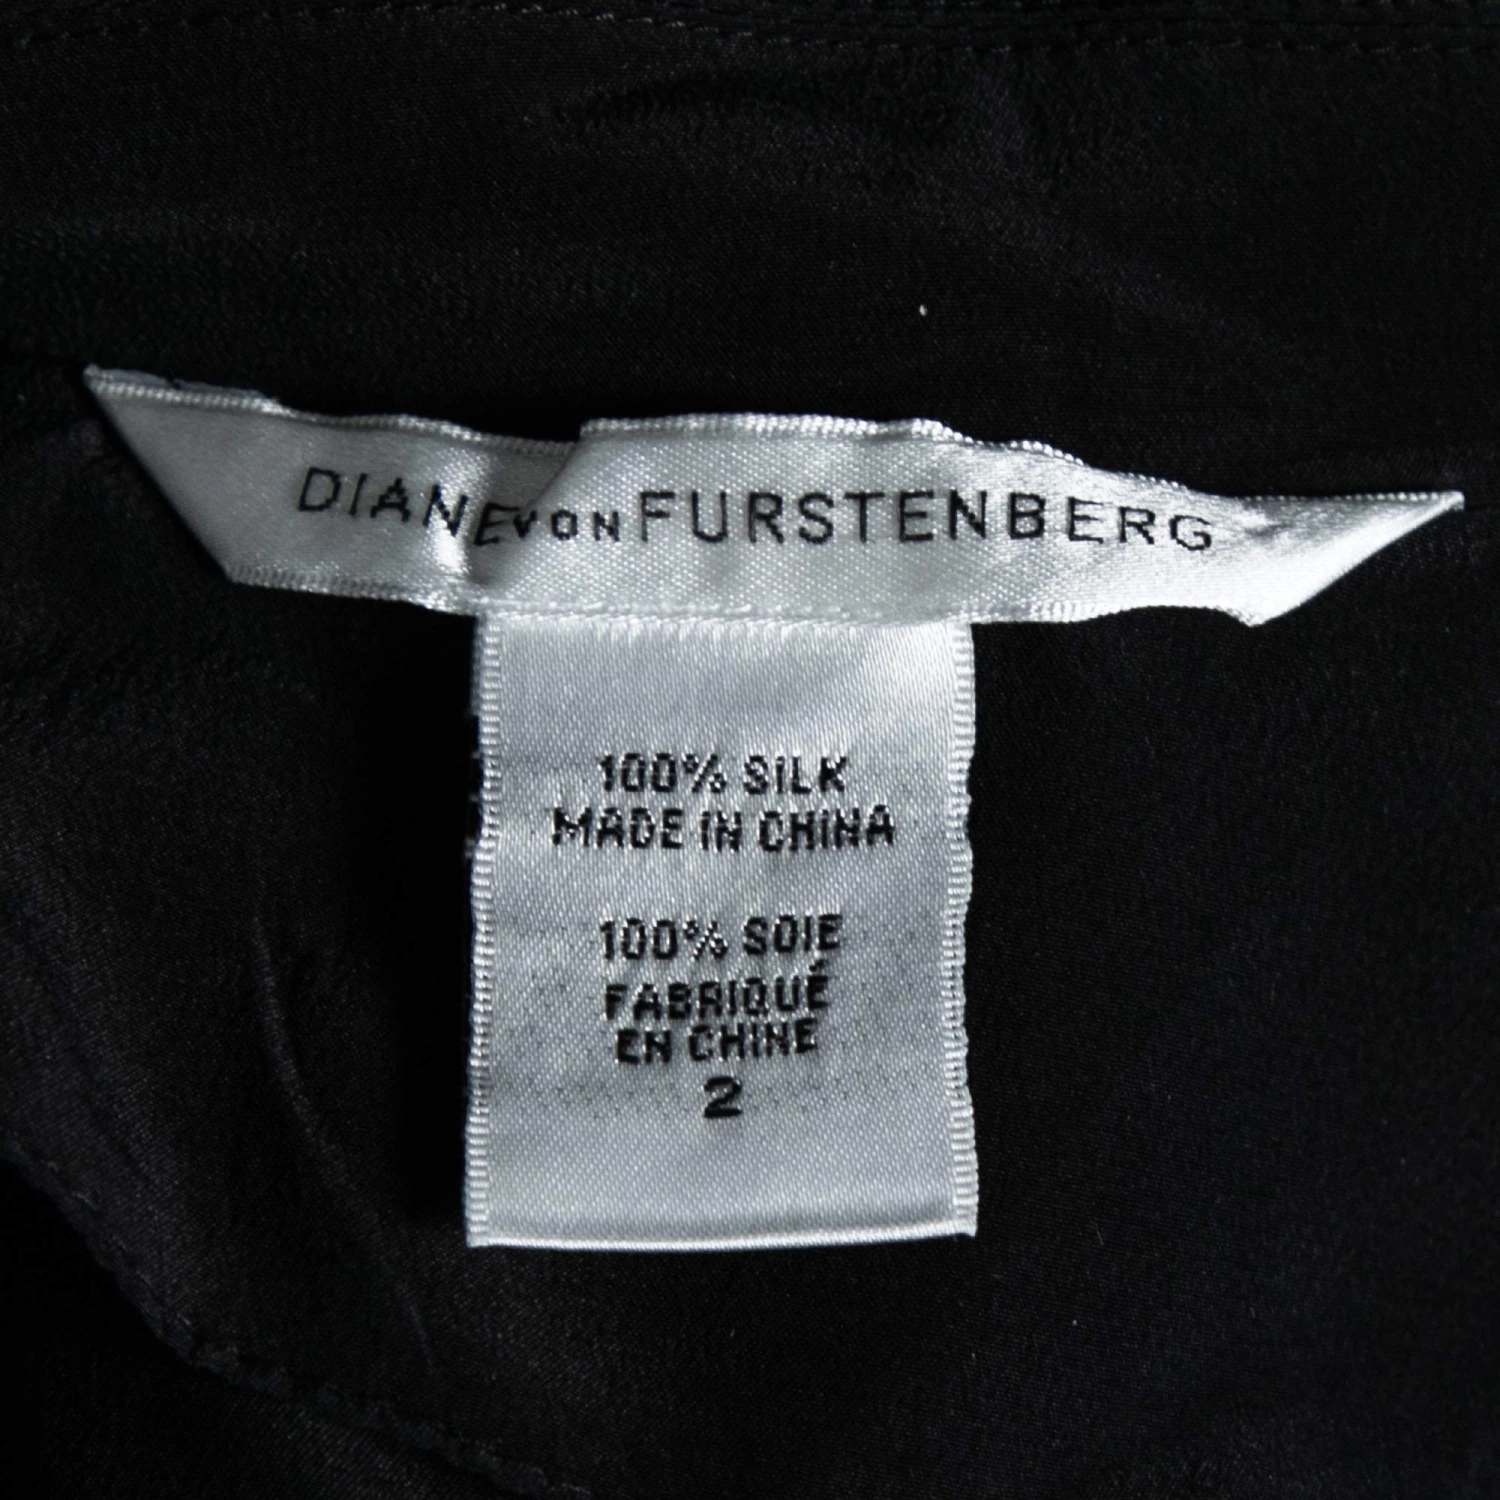 DIANE VON FURSTENBERG
100% SILK
MADE IN CHINA
100% SOIE
FABRIQUÉ
EN CHINE
2